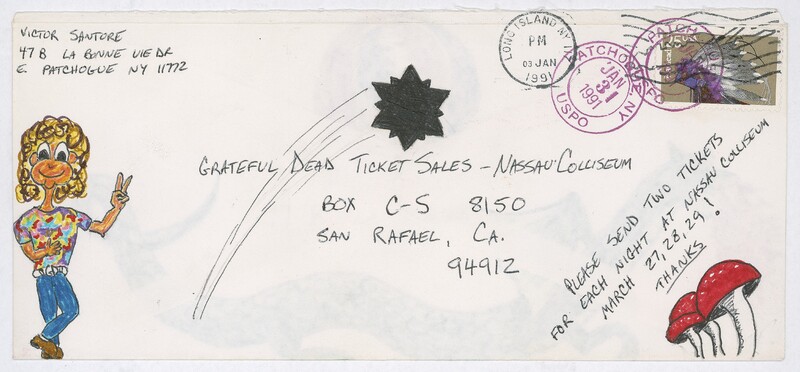 VICTOR SANTORE
47 B LA BONNE VIE DR
E. PATCHOGUE NY 11772
LONG ISLAND NY
PM
03 JAN
1991
PATCHOGUE, NY
JAN
31
1991
USPO
25
GRATEFUL DEAD TICKET SALES - NASSAU COLLISEUM
BOX C-S 8150
SAN RAFAEL, CA.
94912
PLEASE SEND TWO TICKETS
FOR EACH NIGHT AT NASSAU COLLISEUM
MARCH 27, 28, 29!
THANKS